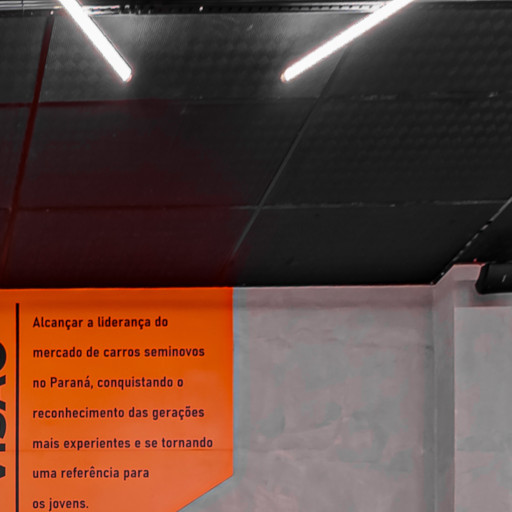 VISÃO
Alcançar a liderança do
mercado de carros seminovos
no Paraná, conquistando o
reconhecimento das gerações
mais experientes e se tornando
uma referência para
os jovens.